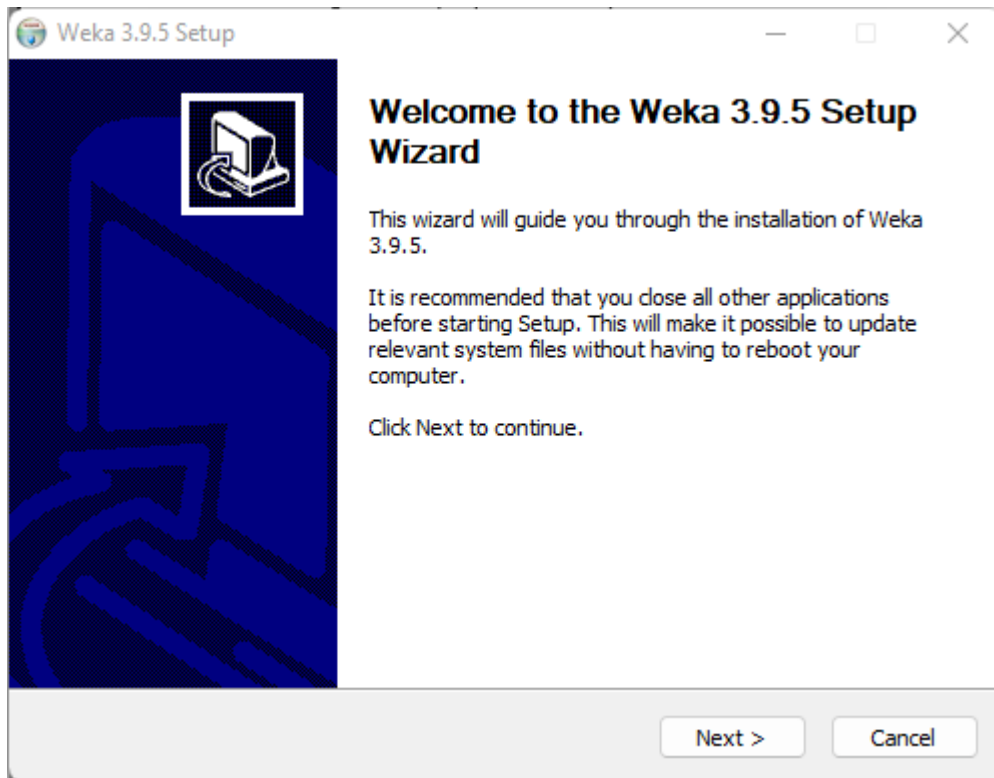 Weka 3.9.5 Setup
Welcome to the Weka 3.9.5 Setup
Wizard
This wizard will guide you through the installation of Weka
3.9.5.
It is recommended that you close all other applications
before starting Setup. This will make it possible to update
relevant system files without having to reboot your
computer.
Click Next to continue.
Next >
Cancel